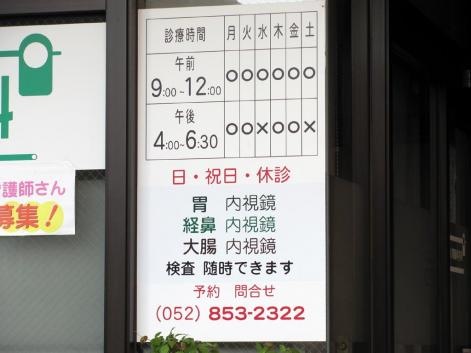 診療時間 月 火 水 木 金 土
午前
9:00~12:00 ○ ○ ○ ○ ○ ○
午後
4:00~6:30 ○ ○ × ○ ○ ×
日・祝日・休診
胃 内視鏡
経鼻 内視鏡
大腸 内視鏡
検査 随時できます
予約 問合せ
(052) 853-2322
護師さん
募集!